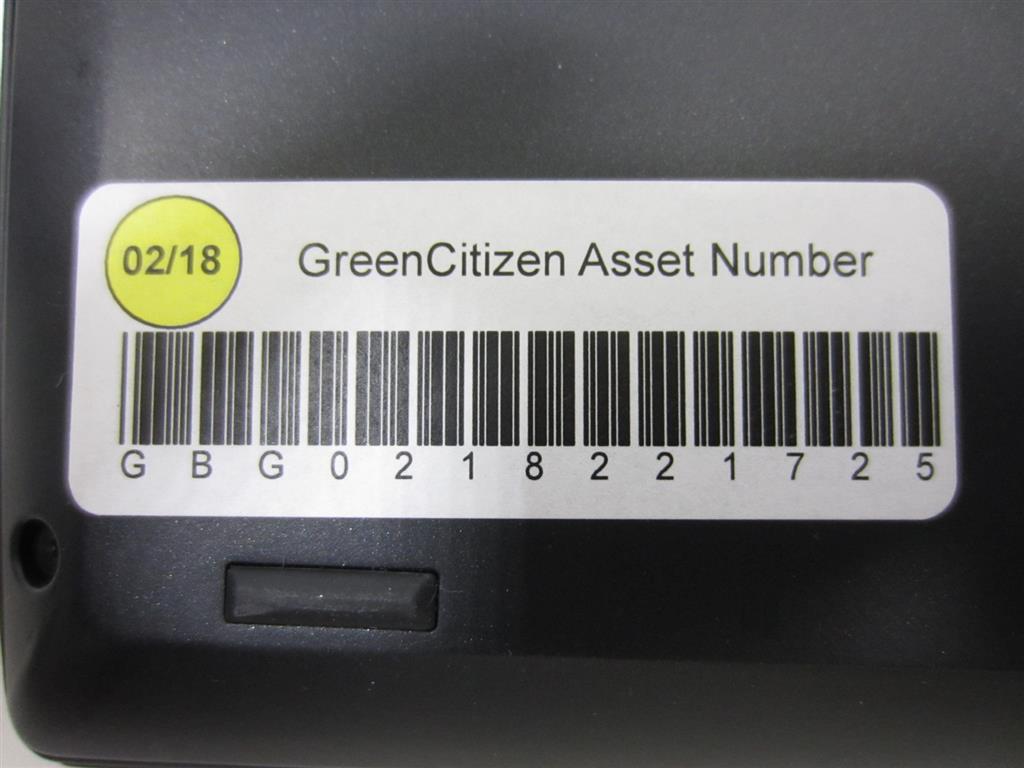 02/18
GreenCitizen Asset Number
G B G 0 2 1 8 2 2 1 7 2 5